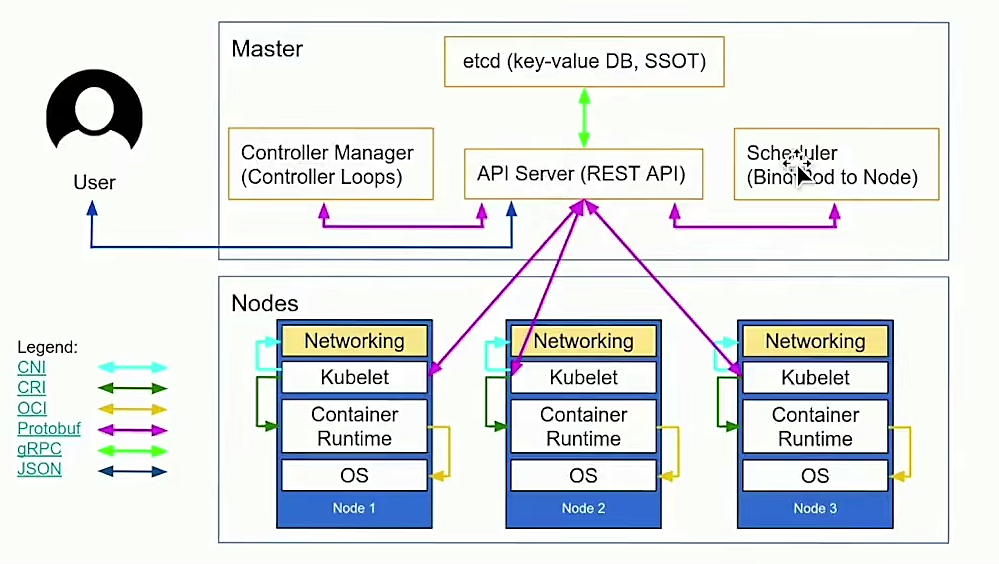 Master
etcd (key-value DB, SSOT)
Controller Manager
(Controller Loops)
API Server (REST API)
Scheduler
(Bind Pod to Node)
User
Nodes
Networking
Kubelet
Container
Runtime
OS
Node 1
Networking
Kubelet
Container
Runtime
OS
Node 2
Networking
Kubelet
Container
Runtime
OS
Node 3
Legend:
CNI
CRI
OCI
Protobuf
gRPC
JSON